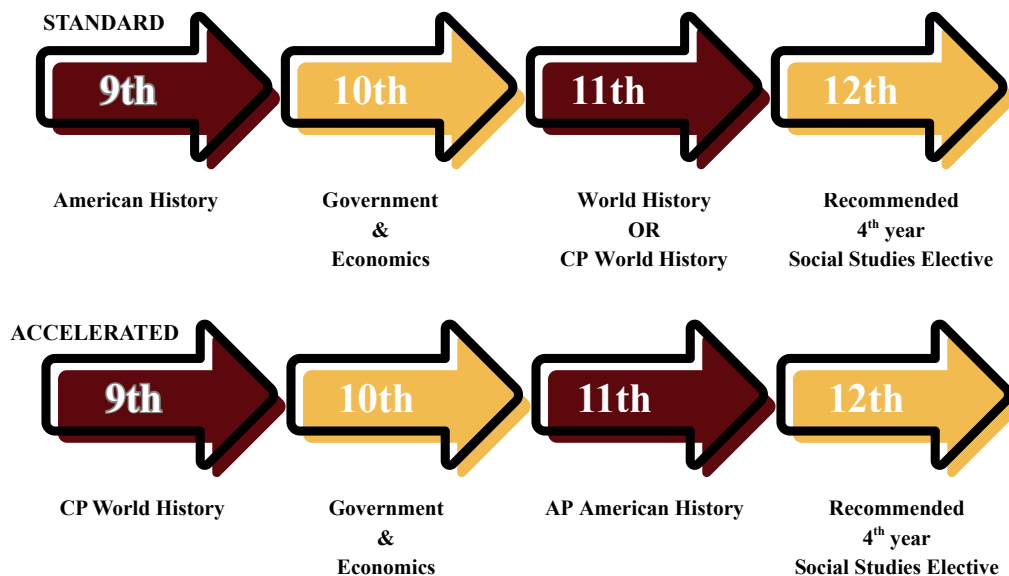 STANDARD
9th 10th 11th 12th
American History Government World History Recommended
& OR 4th year
Economics CP World History Social Studies Elective
ACCELERATED
9th 10th 11th 12th
CP World History Government AP American History Recommended
& 4th year
Economics Social Studies Elective